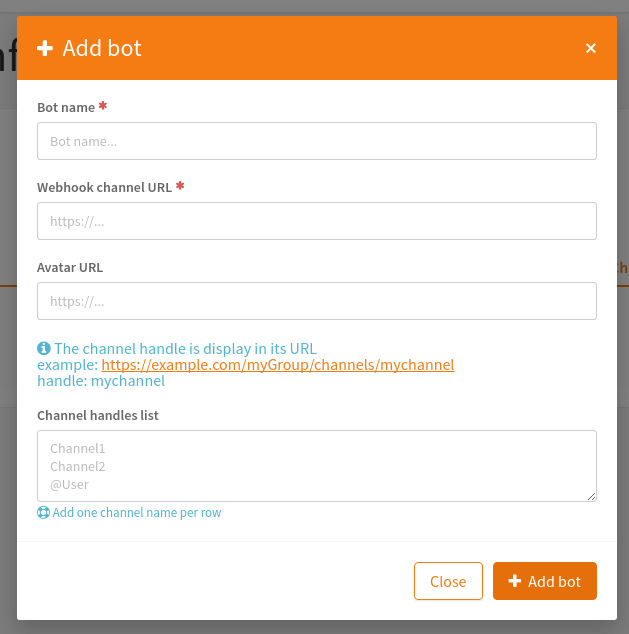 Add bot
×
Bot name *
Bot name...
Webhook channel URL *
https://...
Avatar URL
https://...
The channel handle is display in its URL
example: https://example.com/myGroup/channels/mychannel
handle: mychannel
Channel handles list
Channel1
Channel2
@User
Add one channel name per row
Close
Add bot